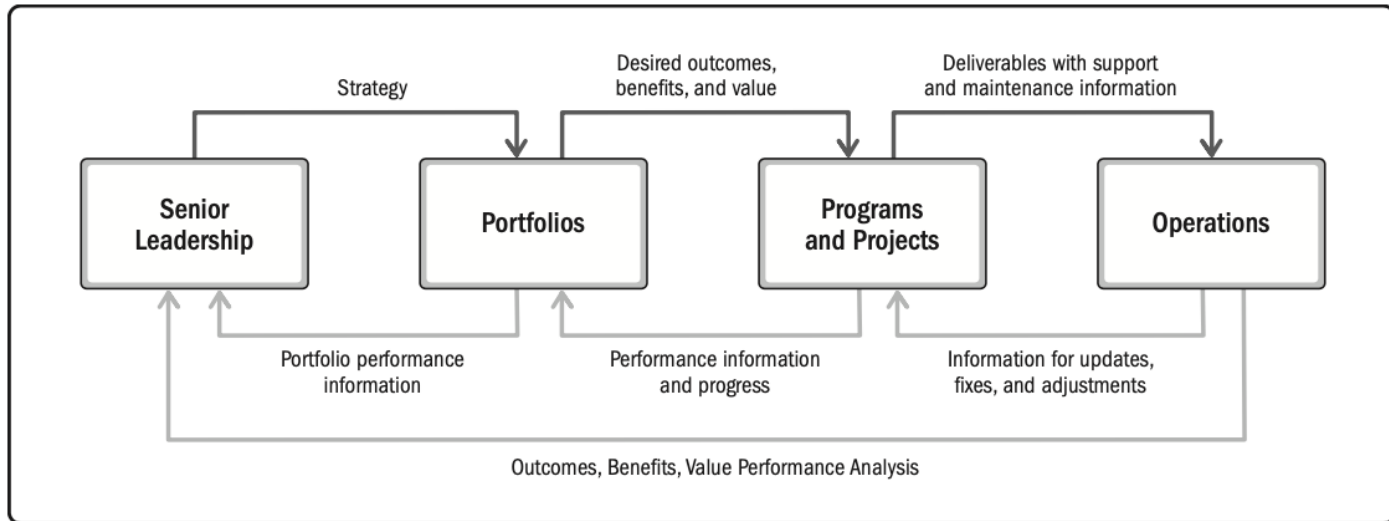 Strategy
Desired outcomes,
benefits, and value
Deliverables with support
and maintenance information
Senior
Leadership
Portfolios
Programs
and Projects
Operations
Portfolio performance
information
Performance information
and progress
Information for updates,
fixes, and adjustments
Outcomes, Benefits, Value Performance Analysis